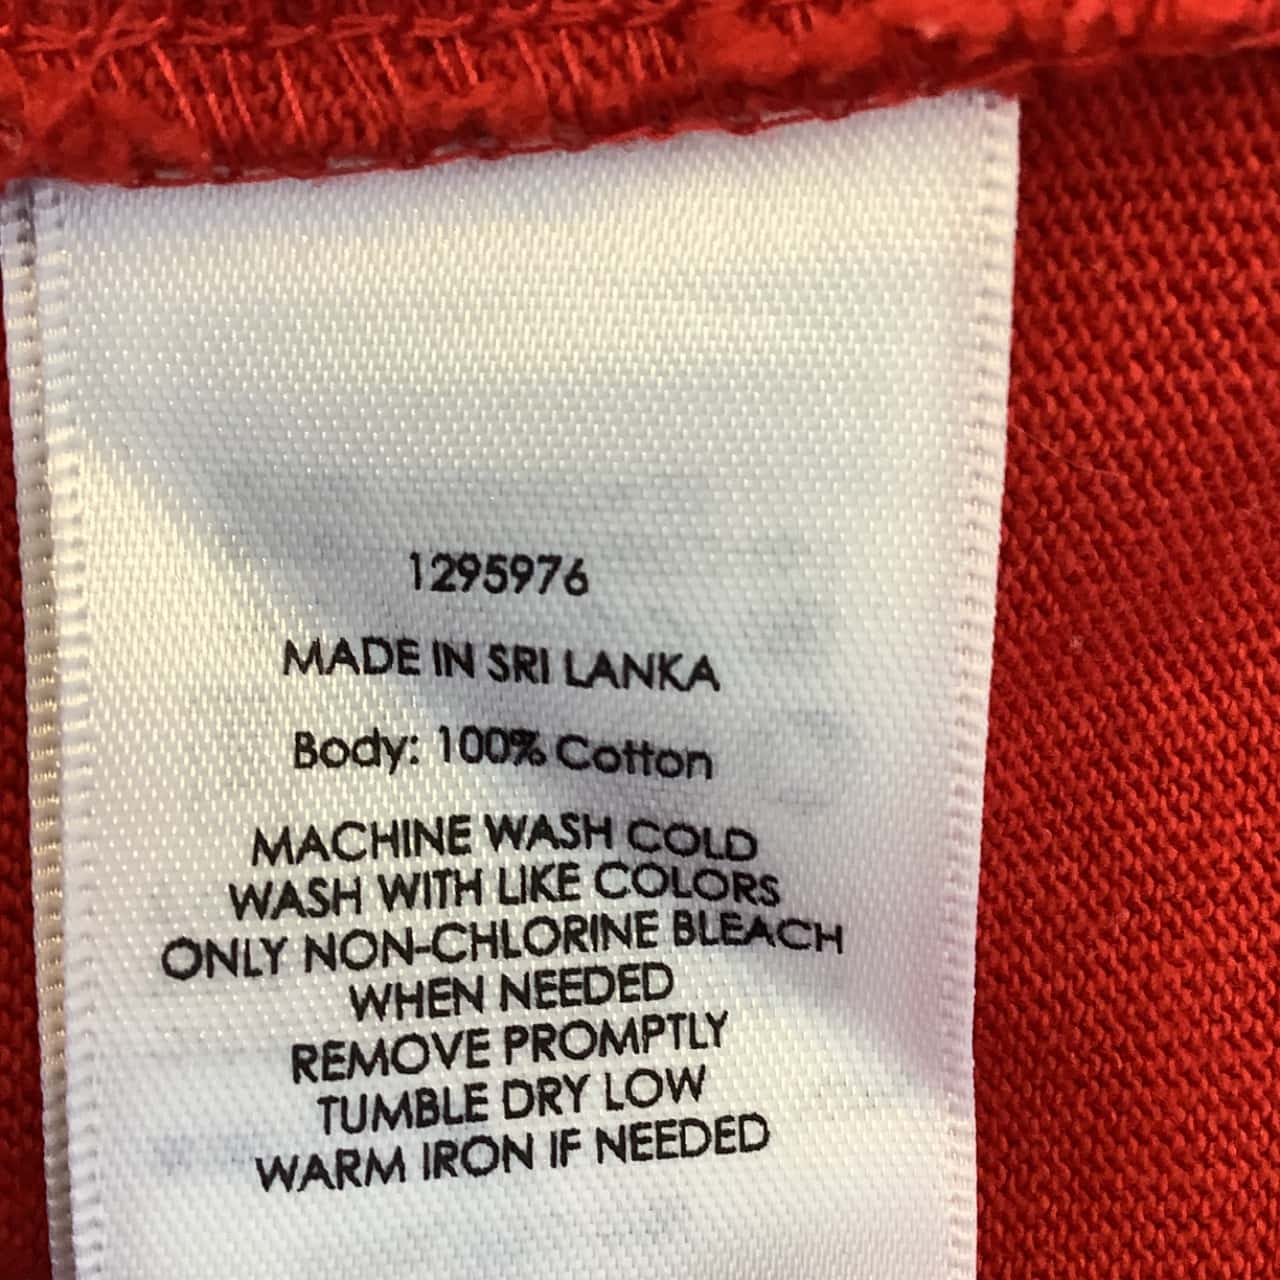 1295976
MADE IN SRI LANKA
Body: 100% Cotton
MACHINE WASH COLD
WASH WITH LIKE COLORS
ONLY NON-CHLORINE BLEACH
WHEN NEEDED
REMOVE PROMPTLY
TUMBLE DRY LOW
WARM IRON IF NEEDED